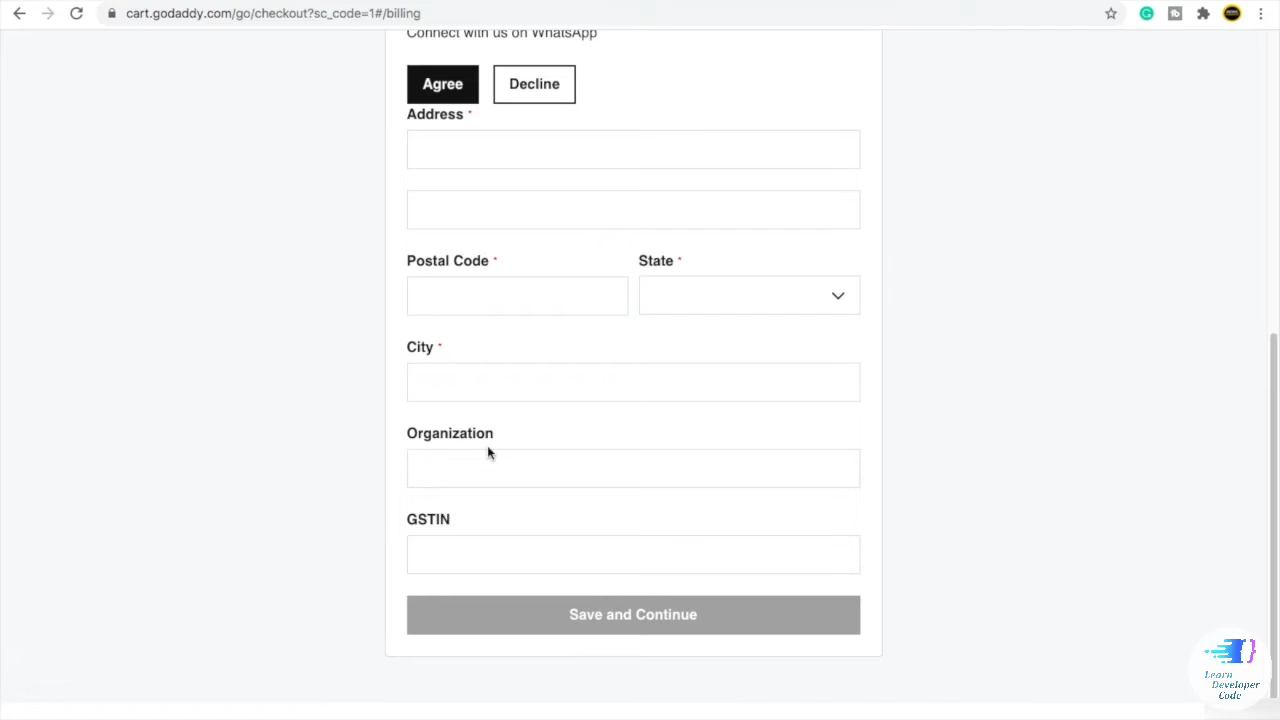 cart.godaddy.com/go/checkout?sc_code=1#/billing
Connect with us on WhatsApp
Agree Decline
Address *
Postal Code * State *
City *
Organization
GSTIN
Save and Continue
Learn
Developer
Code